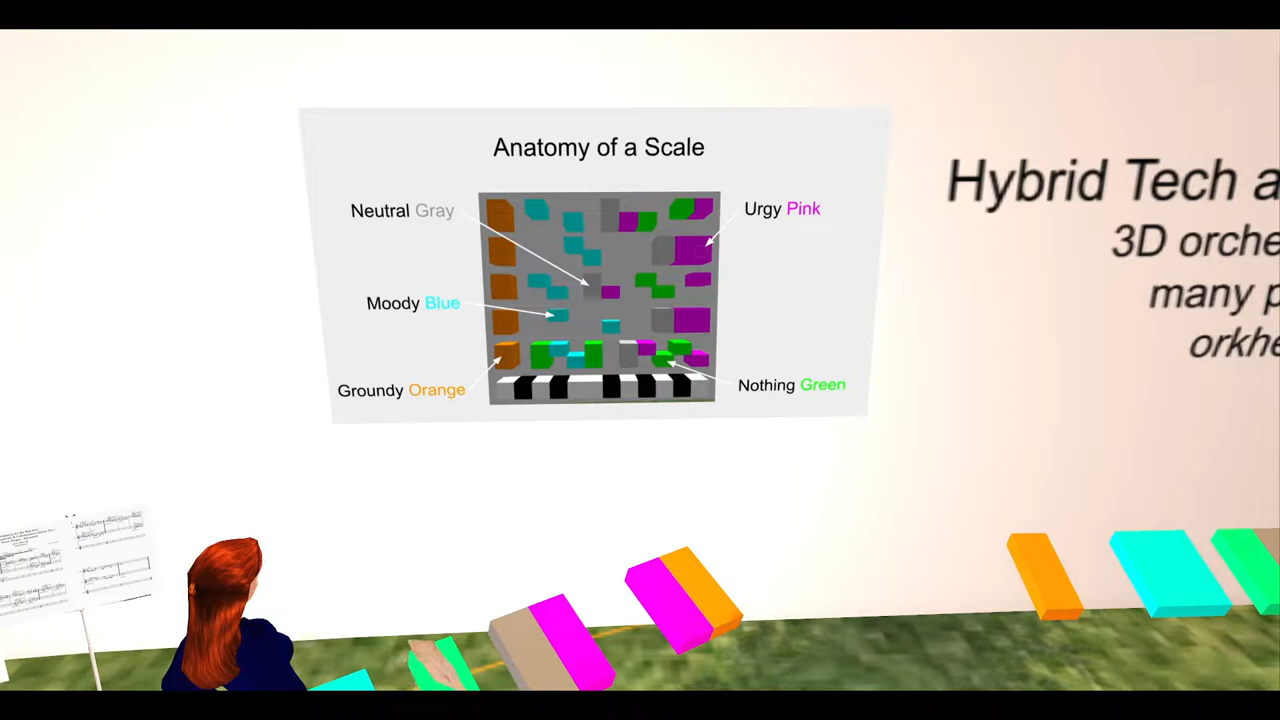 Anatomy of a Scale
Neutral Gray
Urgy Pink
Moody Blue
Groundy Orange
Nothing Green
Hybrid Tech a
3D orche
many p
orkhe